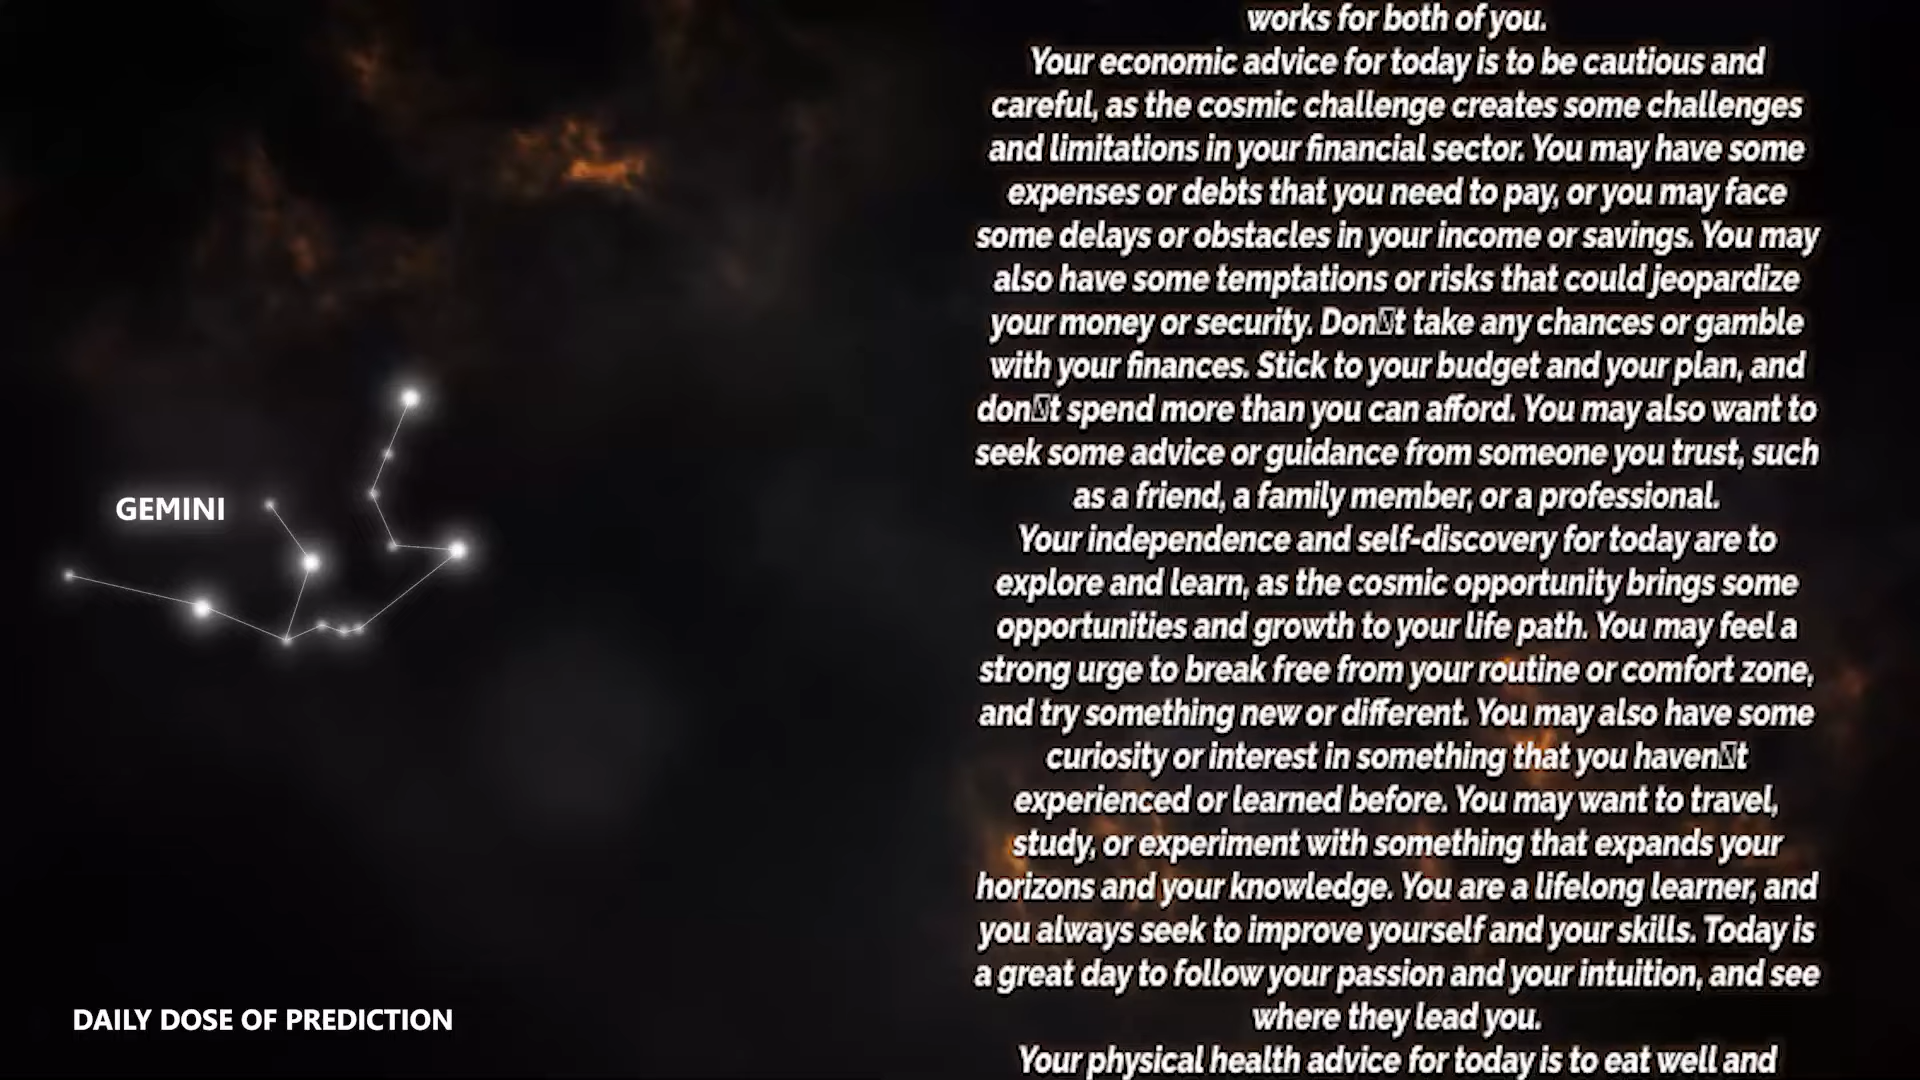 works for both of you.
Your economic advice for today is to be cautious and
careful, as the cosmic challenge creates some challenges
and limitations in your financial sector. You may have some
expenses or debts that you need to pay, or you may face
some delays or obstacles in your income or savings. You may
also have some temptations or risks that could jeopardize
your money or security. Don▯t take any chances or gamble
with your finances. Stick to your budget and your plan, and
don▯t spend more than you can afford. You may also want to
seek some advice or guidance from someone you trust, such
as a friend, a family member, or a professional.
Your independence and self-discovery for today are to
explore and learn, as the cosmic opportunity brings some
opportunities and growth to your life path. You may feel a
strong urge to break free from your routine or comfort zone,
and try something new or different. You may also have some
curiosity or interest in something that you haven▯t
experienced or learned before. You may want to travel,
study, or experiment with something that expands your
horizons and your knowledge. You are a lifelong learner, and
you always seek to improve yourself and your skills. Today is
a great day to follow your passion and your intuition, and see
where they lead you.
Your physical health advice for today is to eat well and
GEMINI
DAILY DOSE OF PREDICTION